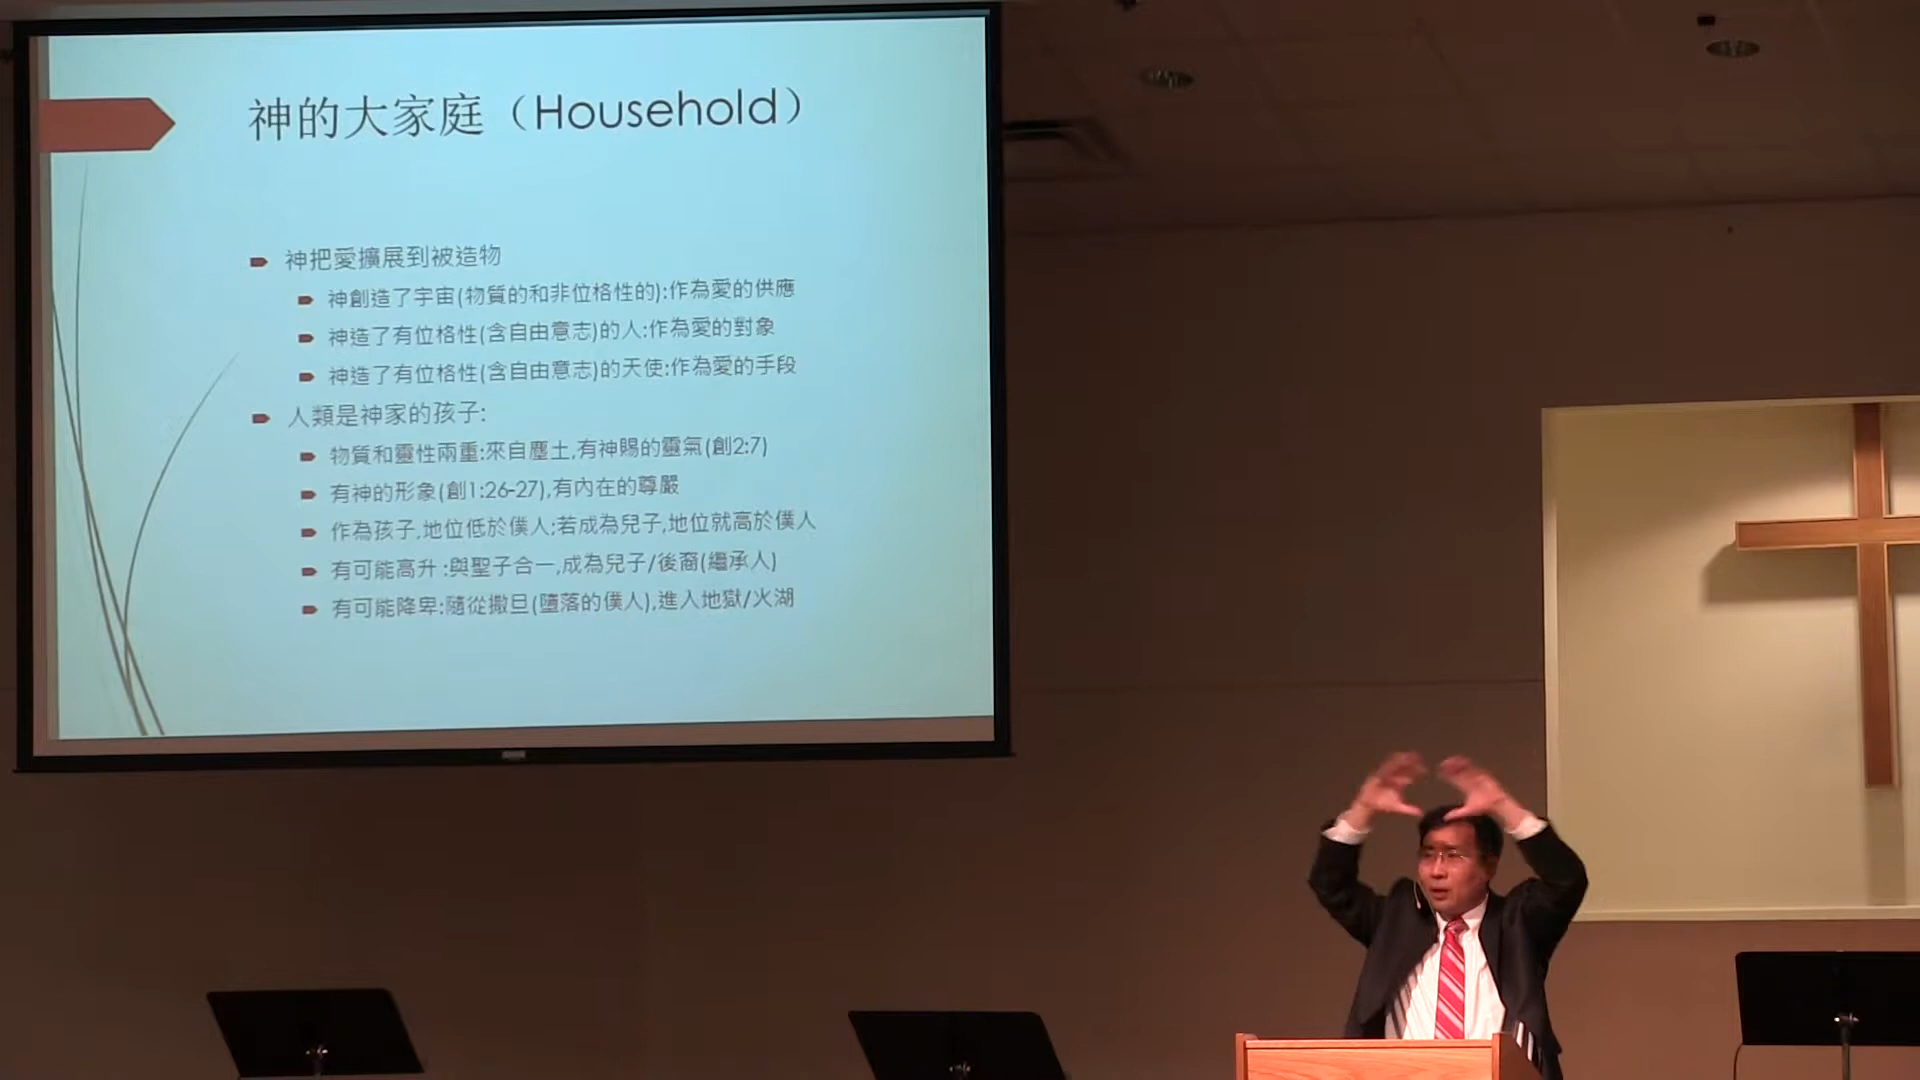 神的大家庭（Household）
神把愛擴展到被造物
神創造了宇宙(物質的和非位格性的):作為愛的供應
神造了有位格性(含自由意志)的人:作為愛的對象
神造了有位格性(含自由意志)的天使:作為愛的手段
人類是神家的孩子:
物質和靈性兩重:來自塵土,有神賜的靈氣(創2:7)
有神的形象(創1:26-27),有內在的尊嚴
作為孩子,地位低於僕人;若成為兒子,地位就高於僕人
有可能高升:與聖子合一,成為兒子/後裔(繼承人)
有可能降卑:隨從撒旦(墮落的僕人),進入地獄/火湖